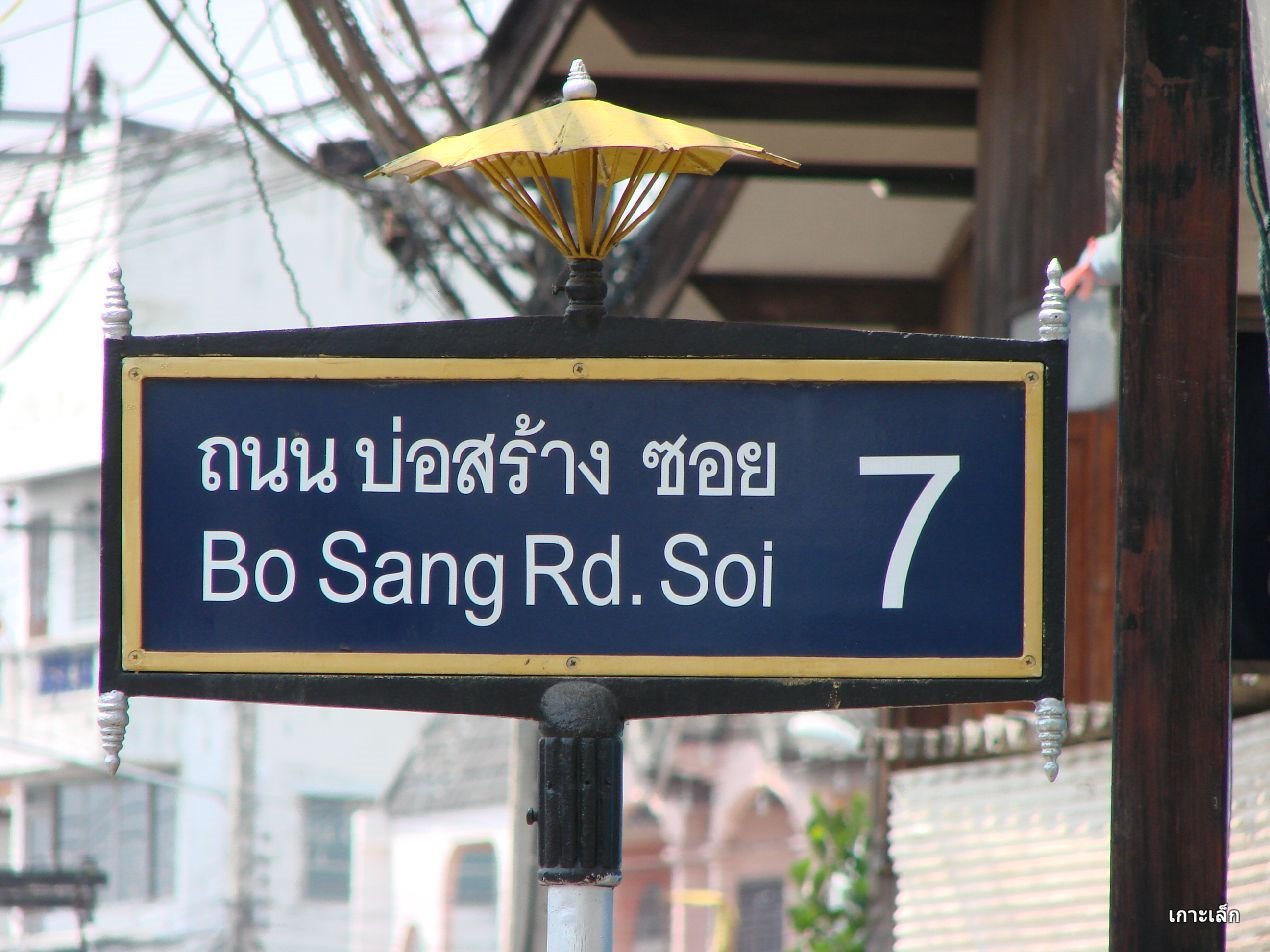 ถนน บ่อสร้าง ซอย 7
Bo Sang Rd. Soi
เกาะเล็ก